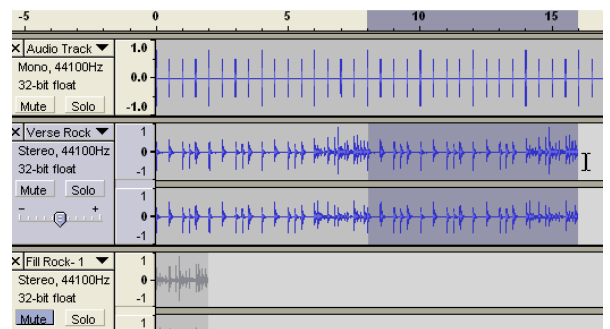 -5 0 5 10 15
× Audio Track ▼ 1.0
Mono, 44100Hz
32-bit float 0.0
Mute Solo -1.0
× Verse Rock ▼ 1
Stereo, 44100Hz 0
32-bit float -1
Mute Solo 1
- + 0
-1
× Fill Rock- 1 ▼ 1
Stereo, 44100Hz 0
32-bit float -1
Mute Solo 1